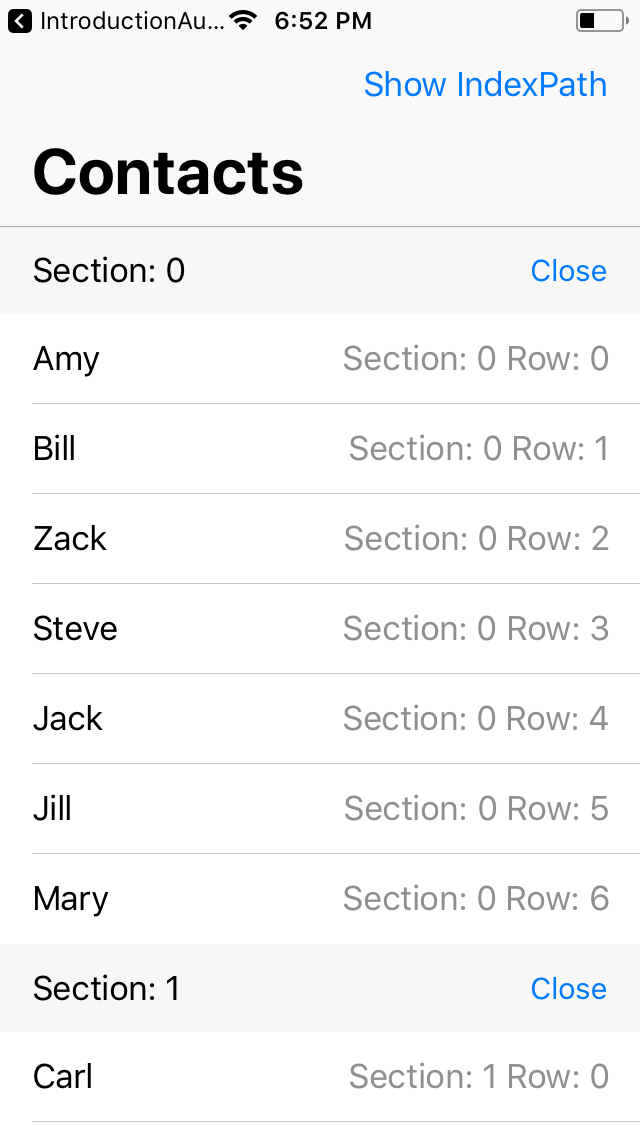 IntroductionAu... 6:52 PM
Show IndexPath
Contacts
Section: 0 Close
Amy Section: 0 Row: 0
Bill Section: 0 Row: 1
Zack Section: 0 Row: 2
Steve Section: 0 Row: 3
Jack Section: 0 Row: 4
Jill Section: 0 Row: 5
Mary Section: 0 Row: 6
Section: 1 Close
Carl Section: 1 Row: 0